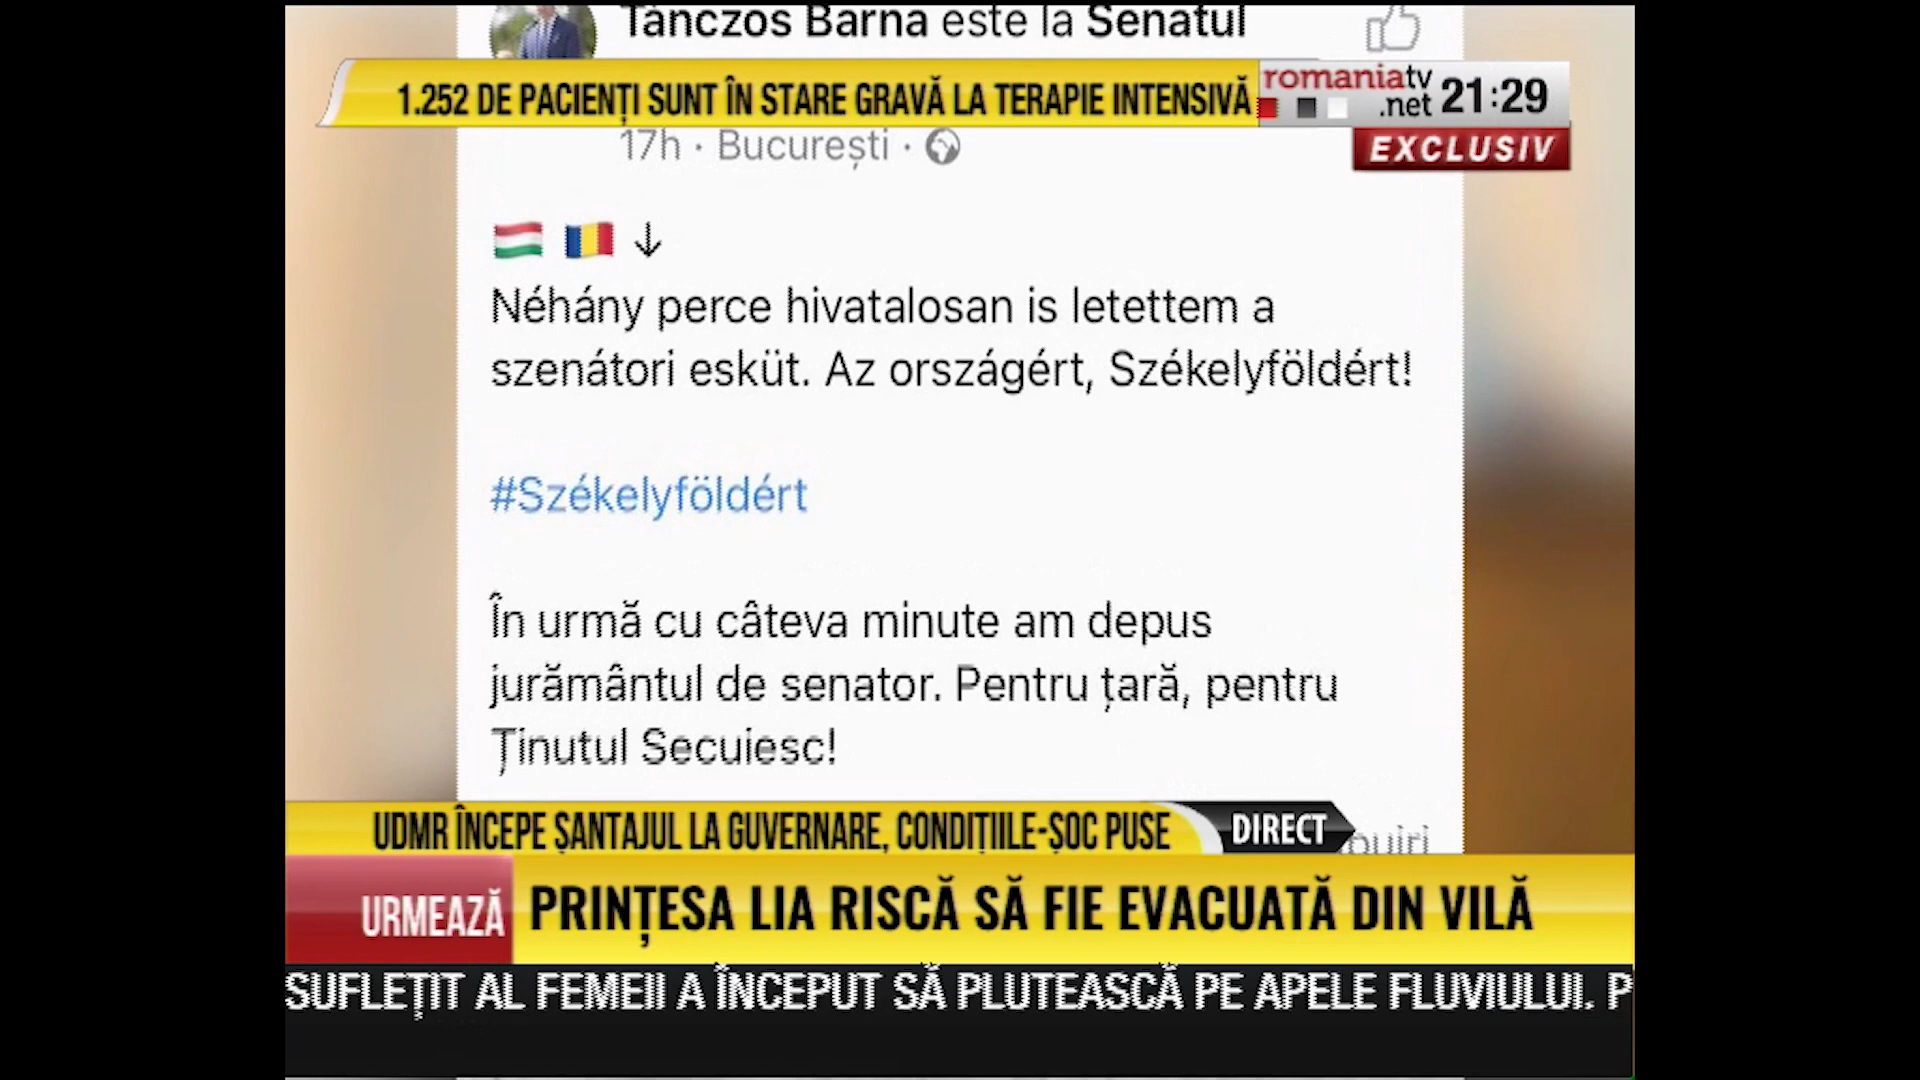 Tánczos Barna este la Senatul
1.252 DE PACIENȚI SUNT ÎN STARE GRAVĂ LA TERAPIE INTENSIVĂ
romaniatv
.net
21:29
EXCLUSIV
17h · București ·
Néhány perce hivatalosan is letettem a
szenátori esküt. Az országért, Székelyföldért!
#Székelyföldért
În urmă cu câteva minute am depus
jurământul de senator. Pentru țară, pentru
Ținutul Secuiesc!
UDMR ÎNCEPE ȘANTAJUL LA GUVERNARE, CONDIȚIILE-ȘOC PUSE
DIRECT
URMEAZĂ
PRINȚESA LIA RISCĂ SĂ FIE EVACUATĂ DIN VILĂ
SUFLEȚIT AL FEMEII A ÎNCEPUT SĂ PLUTEASCĂ PE APELE FLUVIULUI. P